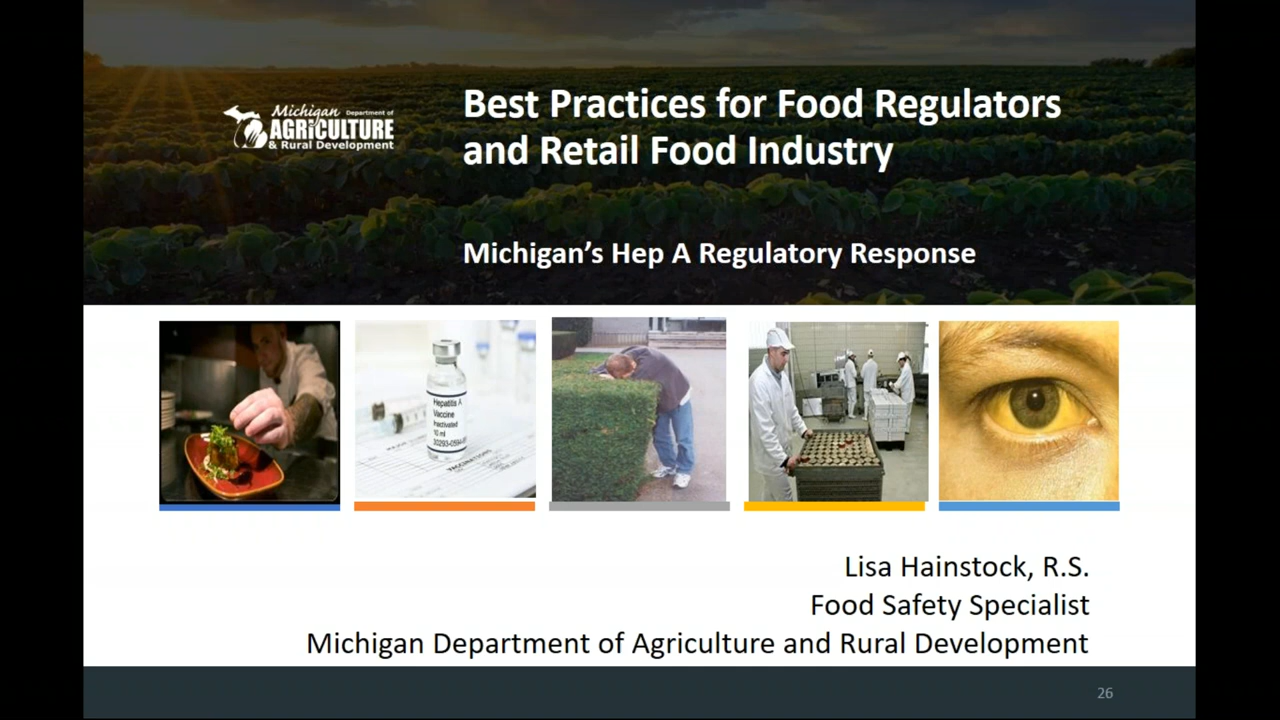 Michigan Department of
AGRICULTURE
& Rural Development
Best Practices for Food Regulators
and Retail Food Industry
Michigan's Hep A Regulatory Response
Hepatitis A
Vaccine
Inactivated
10 ml
VACCINATIONS
Lisa Hainstock, R.S.
Food Safety Specialist
Michigan Department of Agriculture and Rural Development
26